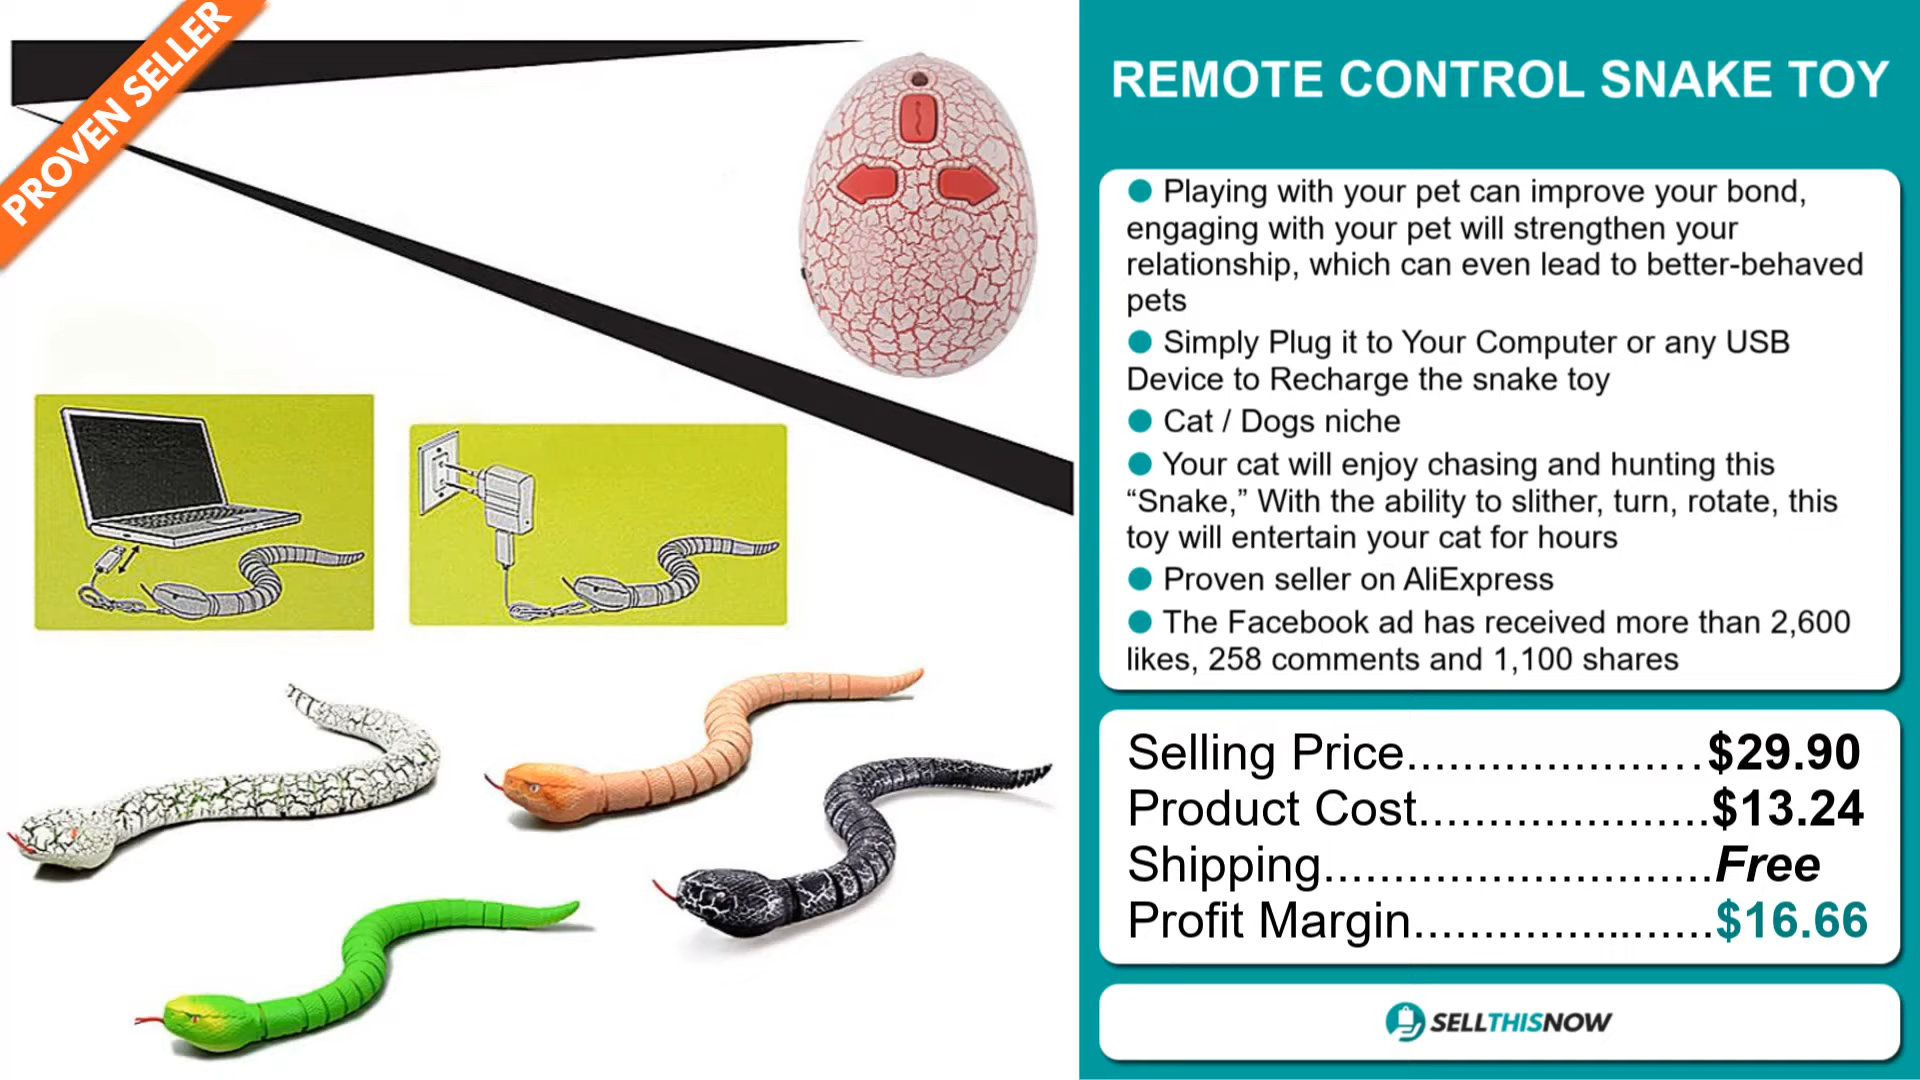 PROVEN SELLER
REMOTE CONTROL SNAKE TOY
● Playing with your pet can improve your bond,
engaging with your pet will strengthen your
relationship, which can even lead to better-behaved
pets
● Simply Plug it to Your Computer or any USB
Device to Recharge the snake toy
● Cat / Dogs niche
● Your cat will enjoy chasing and hunting this
“Snake,” With the ability to slither, turn, rotate, this
toy will entertain your cat for hours
● Proven seller on AliExpress
● The Facebook ad has received more than 2,600
likes, 258 comments and 1,100 shares
Selling Price.....................$29.90
Product Cost.....................$13.24
Shipping............................Free
Profit Margin......................$16.66
SELLTHISNOW